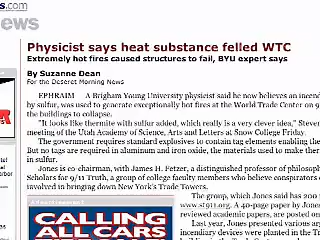 s.com
news
Physicist says heat substance felled WTC
Extremely hot fires caused structures to fail, BYU expert says
By Suzanne Dean
For the Deseret Morning News
EPHRAIM A Brigham Young University physicist said he now believes an incend
by sulfur, was used to generate exceptionally hot fires at the World Trade Center on 9
the buildings to collapse.
"It looks like thermite with sulfur added, which really is a very clever idea," Steven
meeting of the Utah Academy of Science, Arts and Letters at Snow College Friday.
The government requires standard explosives to contain tag elements enabling the
But no tags are required in aluminum and iron oxide, the materials used to make ther
in sulfur.
Jones is co-chairman, with James H. Fetzer, a distinguished professor of philosoph
Scholars for 9/11 Truth, a group of college faculty members who believe conspirators o
involved in bringing down New York's Trade Towers.
The group, which Jones said has 200
www.st911.org. A 40-page paper by Jones
reviewed academic papers, are posted on
Last year, Jones presented various arg
incendiary devices were planted in the Tr
Advertisement
CALLING
ALL CARS